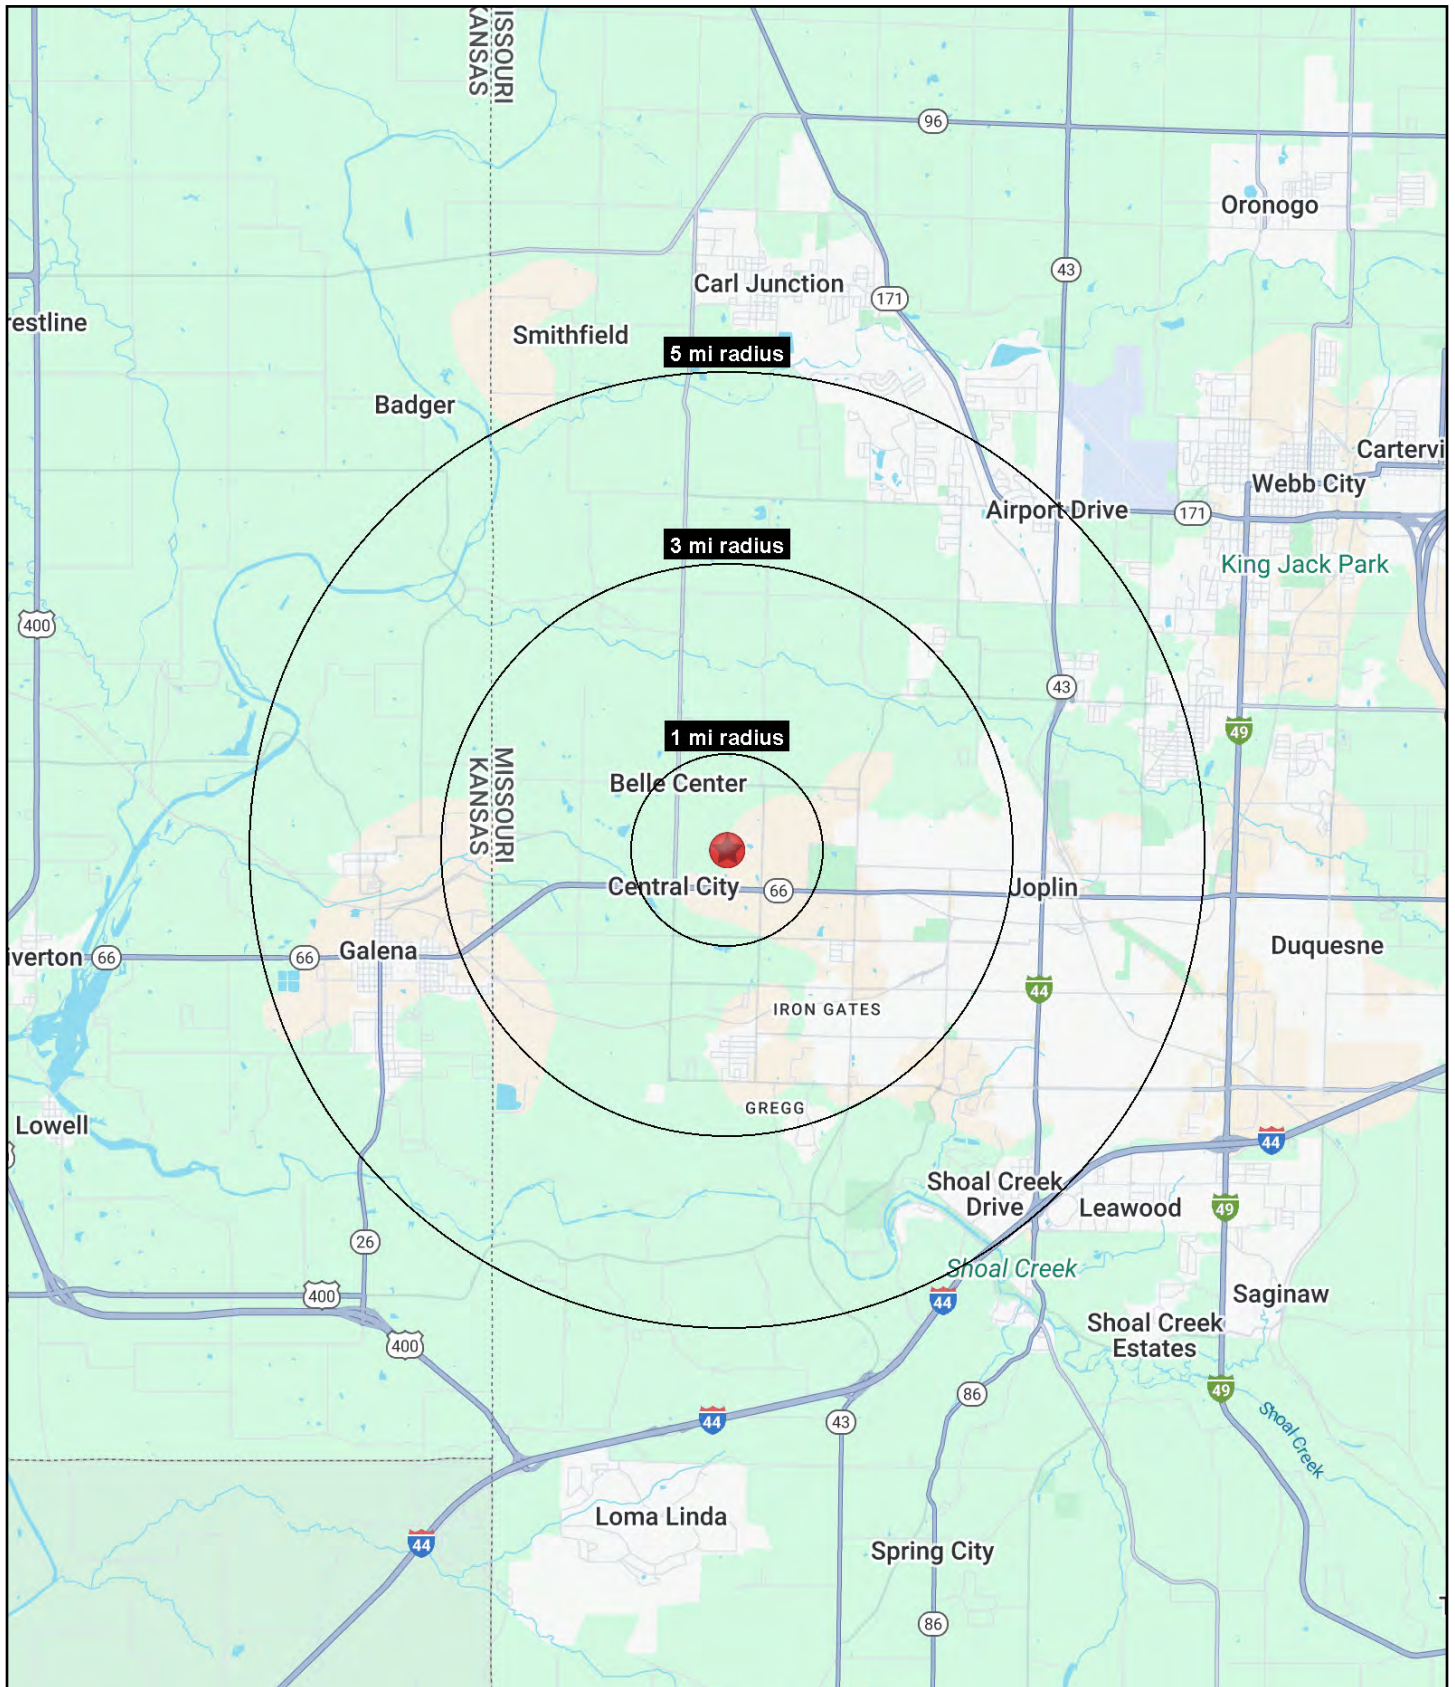 MISSOURI
KANSAS
96
Oronogo
43
Carl Junction
171
restline
Smithfield
5 mi radius
Badger
Cartervi
Webb City
Airport Drive
171
3 mi radius
King Jack Park
400
43
49
1 mi radius
MISSOURI
KANSAS
Belle Center
Central City
66
Joplin
Duquesne
iverton
66
66
Galena
44
IRON GATES
GREGG
Lowell
44
Shoal Creek
Drive
Leawood
49
26
Shoal Creek
400
44
Saginaw
Shoal Creek
Estates
400
49
86
44
43
Shoal Creek
Loma Linda
44
Spring City
86